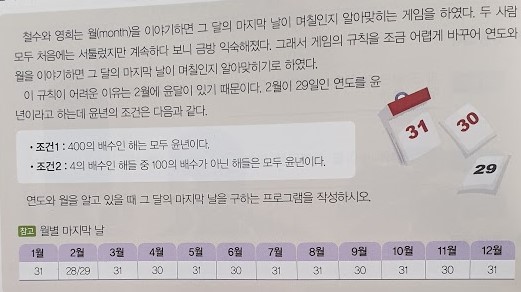 철수와 영희는 월(month)을 이야기하면 그 달의 마지막 날이 며칠인지 알아맞히는 게임을 하였다. 두 사람
모두 처음에는 서툴렀지만 계속하다 보니 금방 익숙해졌다. 그래서 게임의 규칙을 조금 어렵게 바꾸어 연도와
월을 이야기하면 그 달의 마지막 날이 며칠인지 알아맞히기로 하였다.
이 규칙이 어려운 이유는 2월에 윤달이 있기 때문이다. 2월이 29일인 연도를 윤
년이라고 하는데 윤년의 조건은 다음과 같다.
• 조건1 : 400의 배수인 해는 모두 윤년이다.
• 조건2 : 4의 배수인 해들 중 100의 배수가 아닌 해들은 모두 윤년이다.
31
30
29
연도와 월을 알고 있을 때 그 달의 마지막 날을 구하는 프로그램을 작성하시오.
참고 월별 마지막 날
1월 2월 3월 4월 5월 6월 7월 8월 9월 10월 11월 12월
31 28/29 31 30 31 30 31 31 30 31 30 31